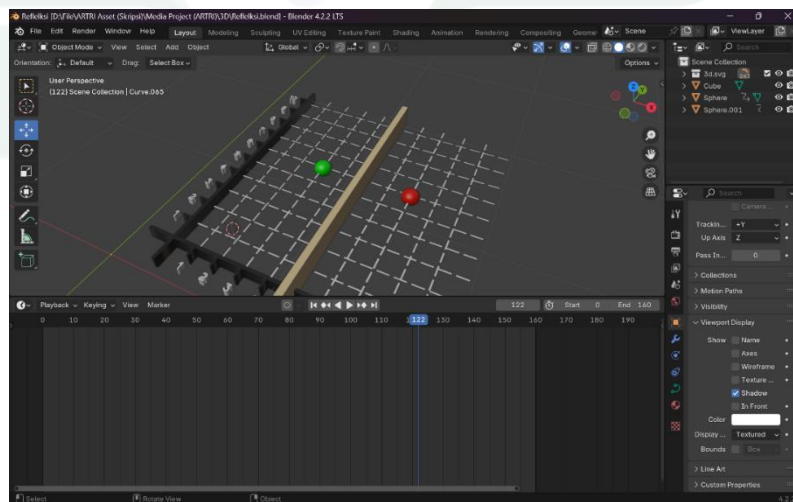 Refleksi [D:\File\ARTRI Asset (Skripsi)\Media Project (ARTRI)\3D\Refleksi.blend] - Blender 4.2.2 LTS
File Edit Render Window Help Layout Modeling Sculpting UV Editing Texture Paint Shading Animation Rendering Compositing Geome Scene ViewLayer
Object Mode View Select Add Object Global Search
Orientation: Default Drag: Select Box Options
User Perspective
(122) Scene Collection | Curve.065
Scene Collection
3d.svg
Cube
Sphere
Sphere.001
Z
X
Search
Camera
Trackin... +Y
Up Axis Z
Pass In... 0
Collections
Motion Paths
Visibility
Viewport Display
Show Name
Axes
Wireframe
Texture ...
Shadow
In Front
Color
Display ... Textured
Bounds Box
Line Art
Custom Properties
Playback Keying View Marker 122 Start 0 End 160
0 10 20 30 40 50 60 70 80 90 100 110 122 130 140 150 160 170 180 190
Select Rotate View Object 4.2